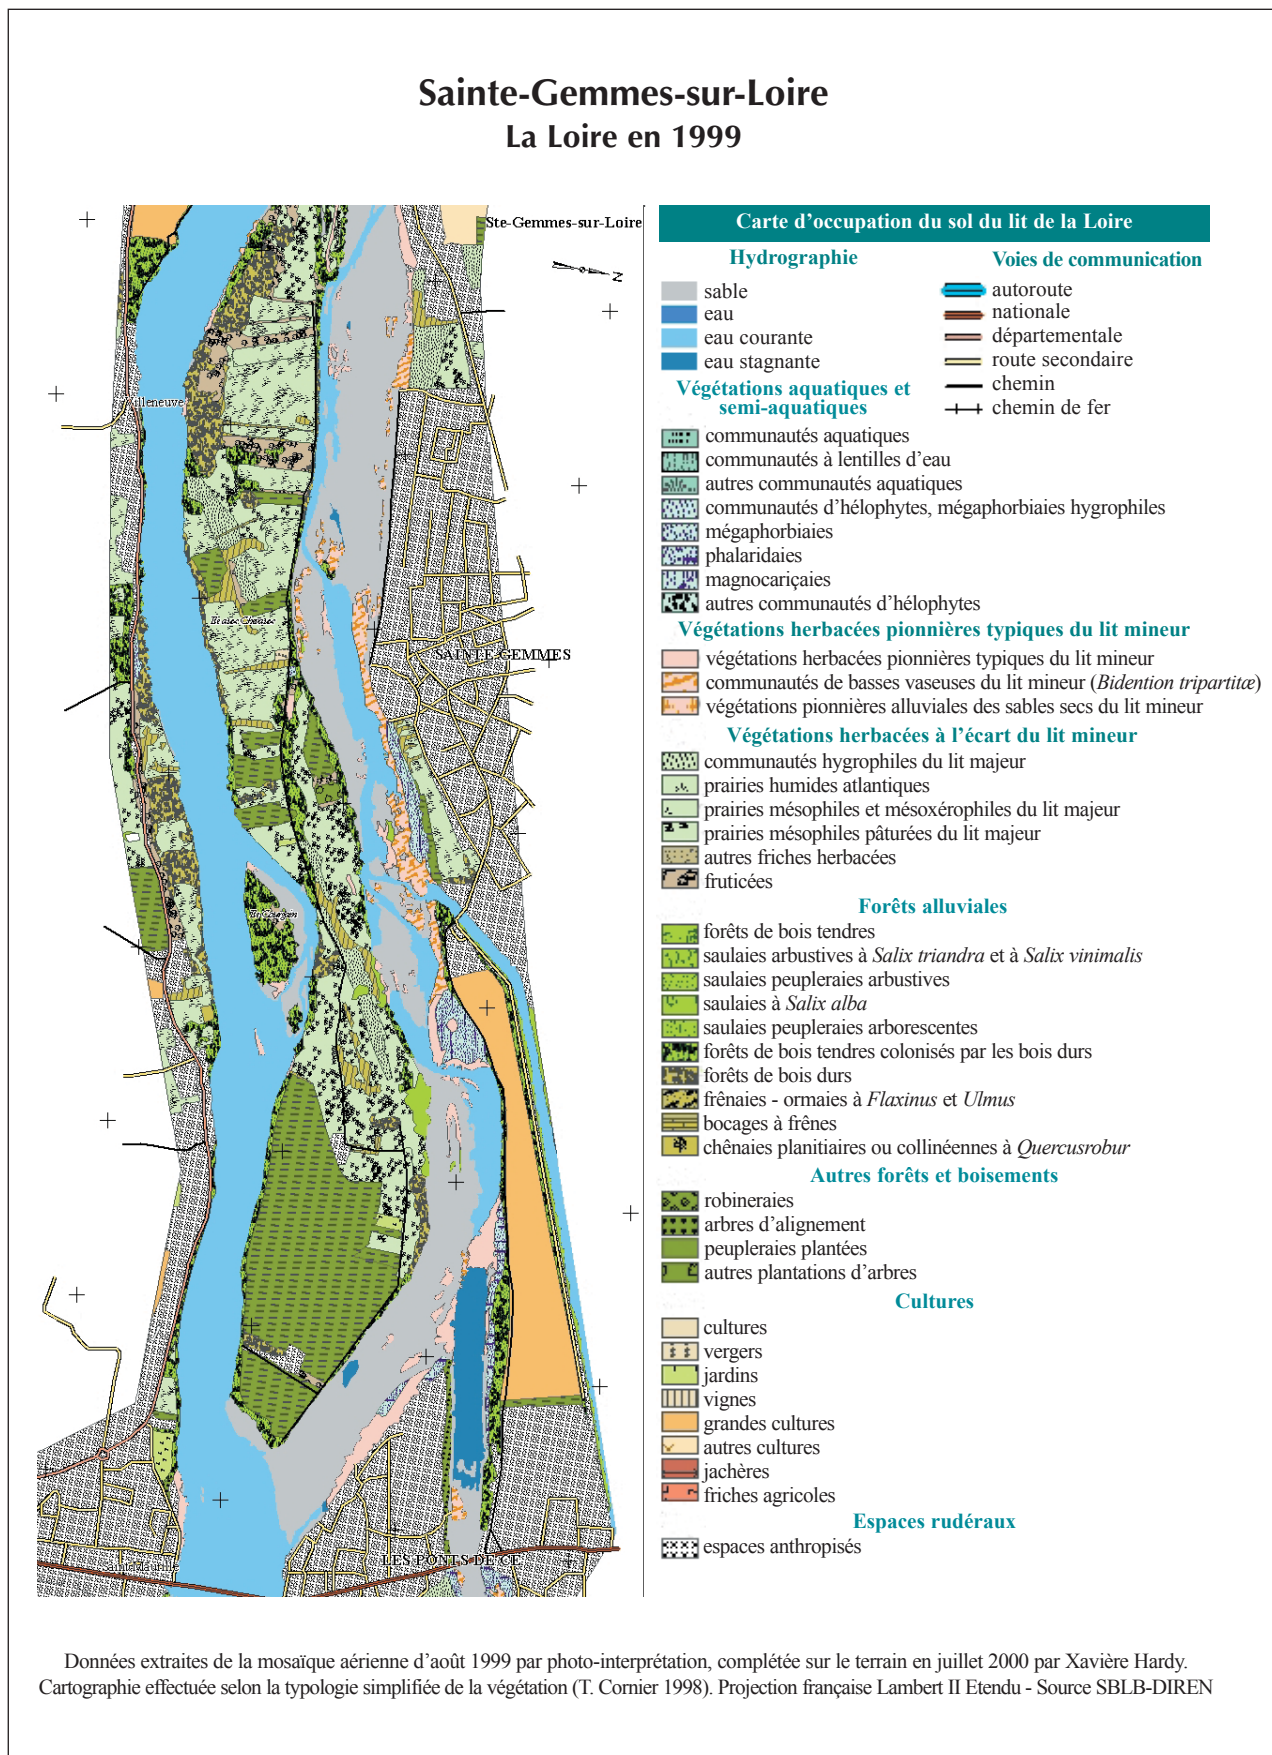 Sainte-Gemmes-sur-Loire
La Loire en 1999
Ste-Gemmes-sur-Loire
N
Villeneuve
SAINTE GEMMES
LES PONTS DE CE
Carte d'occupation du sol du lit de la Loire
Hydrographie
sable
eau
eau courante
eau stagnante
Voies de communication
autoroute
nationale
départementale
route secondaire
chemin
chemin de fer
Végétations aquatiques et
semi-aquatiques
communautés aquatiques
communautés à lentilles d'eau
autres communautés aquatiques
communautés d'hélophytes, mégaphorbiaies hygrophiles
mégaphorbiaies
phalaridaies
magnocariçaies
autres communautés d'hélophytes
Végétations herbacées pionnières typiques du lit mineur
végétations herbacées pionnières typiques du lit mineur
communautés de basses vaseuses du lit mineur (Bidention tripartitæ)
végétations pionnières alluviales des sables secs du lit mineur
Végétations herbacées à l'écart du lit mineur
communautés hygrophiles du lit majeur
prairies humides atlantiques
prairies mésophiles et mésoxérophiles du lit majeur
prairies mésophiles pâturées du lit majeur
autres friches herbacées
fruticées
Forêts alluviales
forêts de bois tendres
saulaies arbustives à Salix triandra et à Salix vinimalis
saulaies peupleraies arbustives
saulaies à Salix alba
saulaies peupleraies arborescentes
forêts de bois tendres colonisés par les bois durs
forêts de bois durs
frênaies - ormaies à Flaxinus et Ulmus
bocages à frênes
chênaies planitiaires ou collinéennes à Quercusrobur
Autres forêts et boisements
robineraies
arbres d'alignement
peupleraies plantées
autres plantations d'arbres
Cultures
cultures
vergers
jardins
vignes
grandes cultures
autres cultures
jachères
friches agricoles
Espaces rudéraux
espaces anthropisés
Données extraites de la mosaïque aérienne d'août 1999 par photo-interprétation, complétée sur le terrain en juillet 2000 par Xavière Hardy.
Cartographie effectuée selon la typologie simplifiée de la végétation (T. Cornier 1998). Projection française Lambert II Etendu - Source SBLB-DIREN